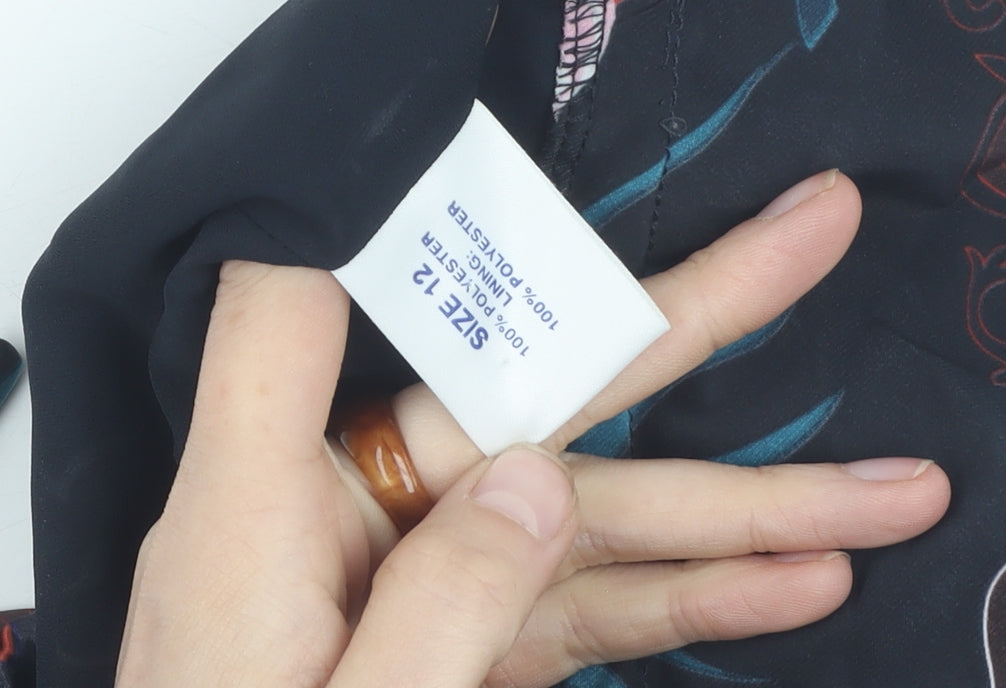 SIZE 12
100% POLYESTER
LINING:
100% POLYESTER